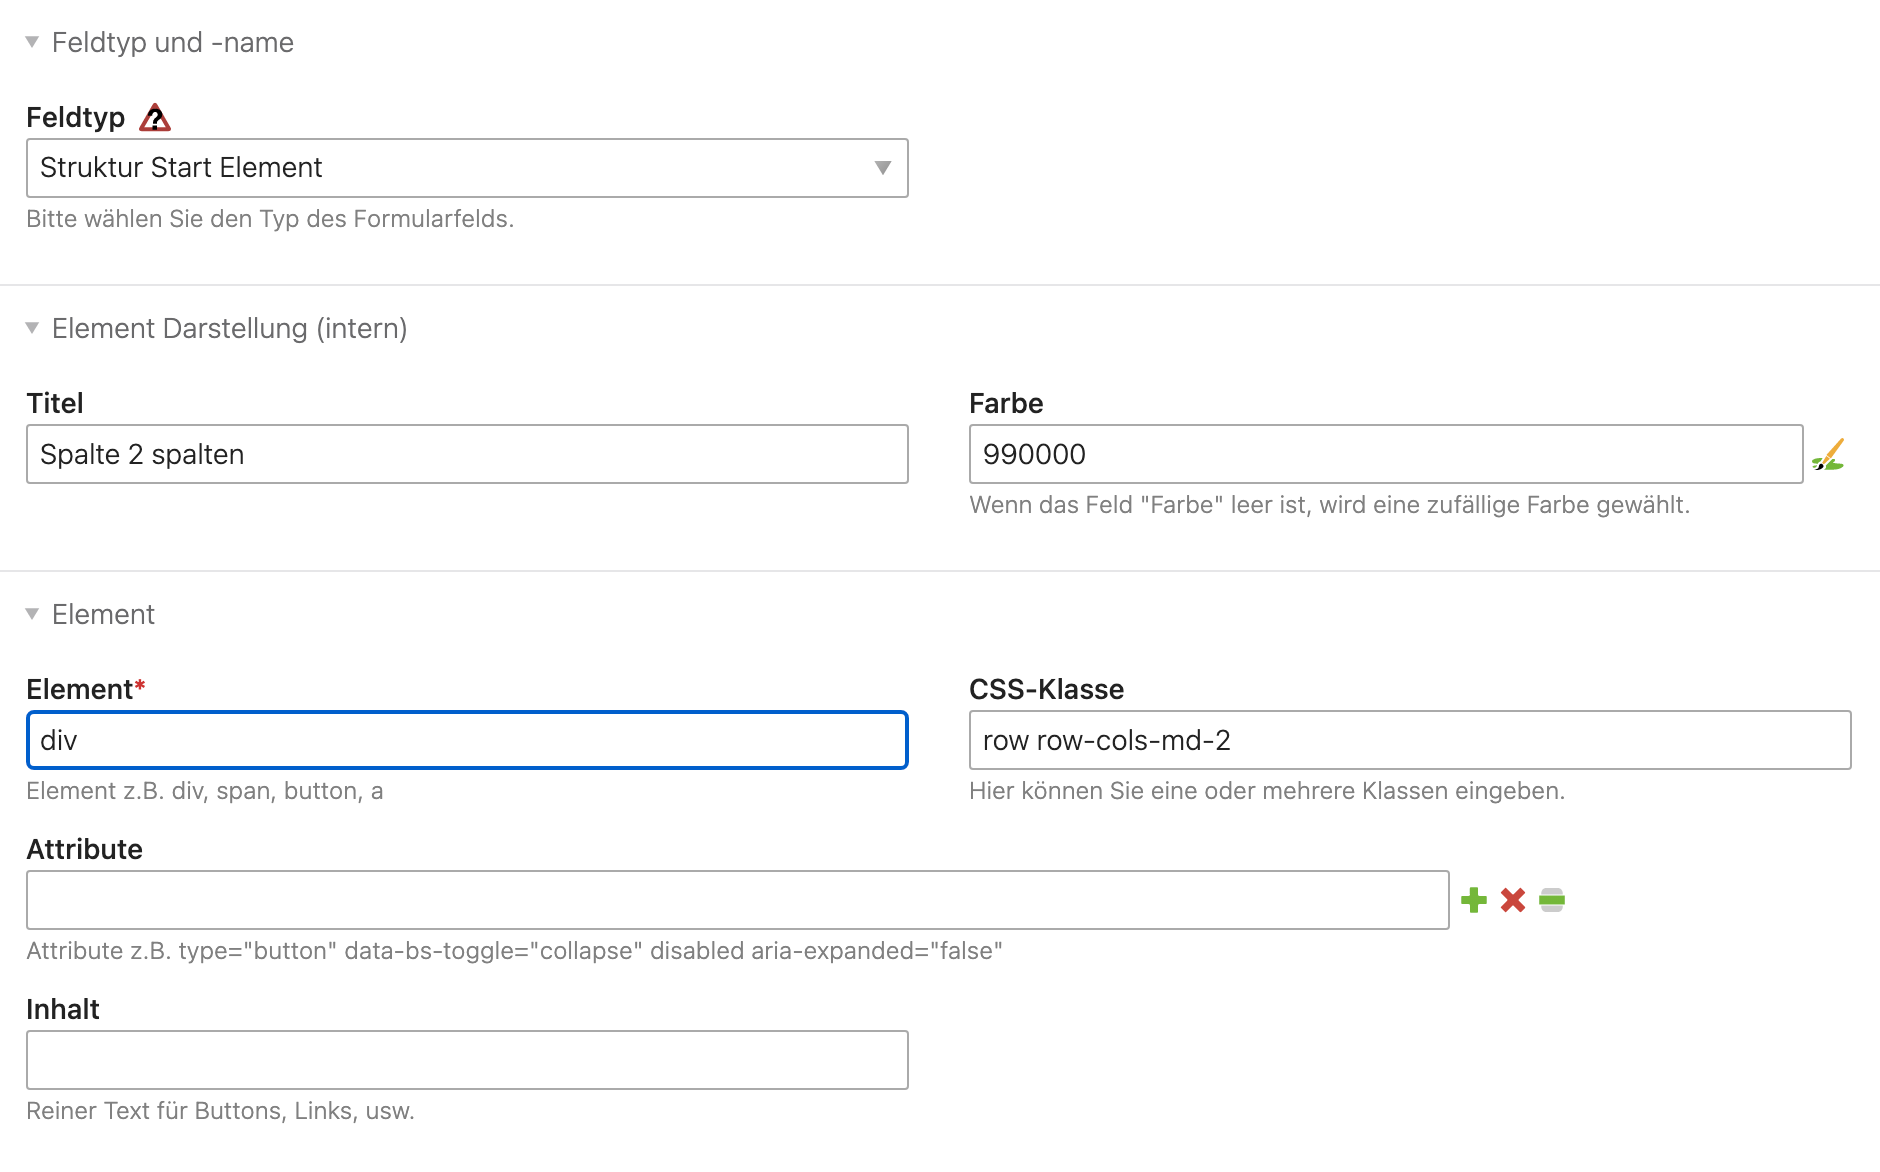 Feldtyp und -name
Feldtyp
Struktur Start Element
Bitte wählen Sie den Typ des Formularfelds.
Element Darstellung (intern)
Titel
Spalte 2 spalten
Farbe
990000
Wenn das Feld "Farbe" leer ist, wird eine zufällige Farbe gewählt.
Element
Element*
div
Element z.B. div, span, button, a
CSS-Klasse
row row-cols-md-2
Hier können Sie eine oder mehrere Klassen eingeben.
Attribute
Attribute z.B. type="button" data-bs-toggle="collapse" disabled aria-expanded="false"
Inhalt
Reiner Text für Buttons, Links, usw.